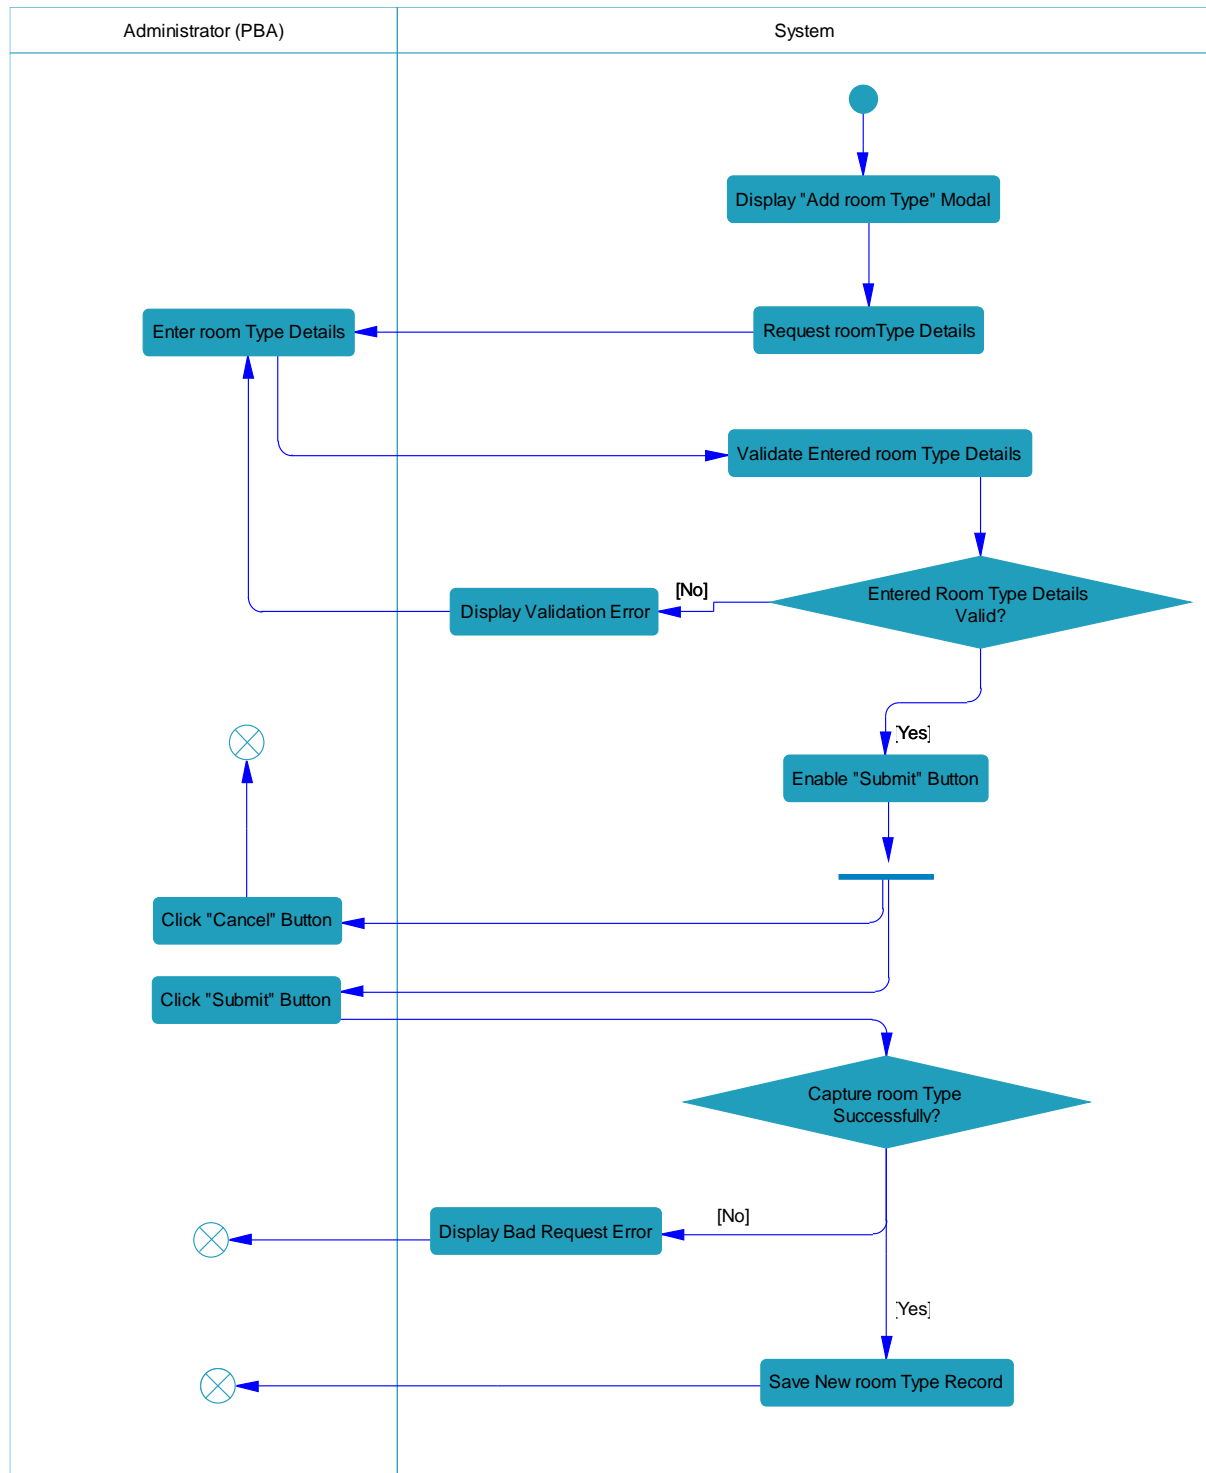 Administrator (PBA)
System
Display "Add room Type" Modal
Enter room Type Details
Request roomType Details
Validate Entered room Type Details
[No]
Display Validation Error
Entered Room Type Details
Valid?
[Yes]
Enable "Submit" Button
Click "Cancel" Button
Click "Submit" Button
Capture room Type
Successfully?
[No]
Display Bad Request Error
[Yes]
Save New room Type Record